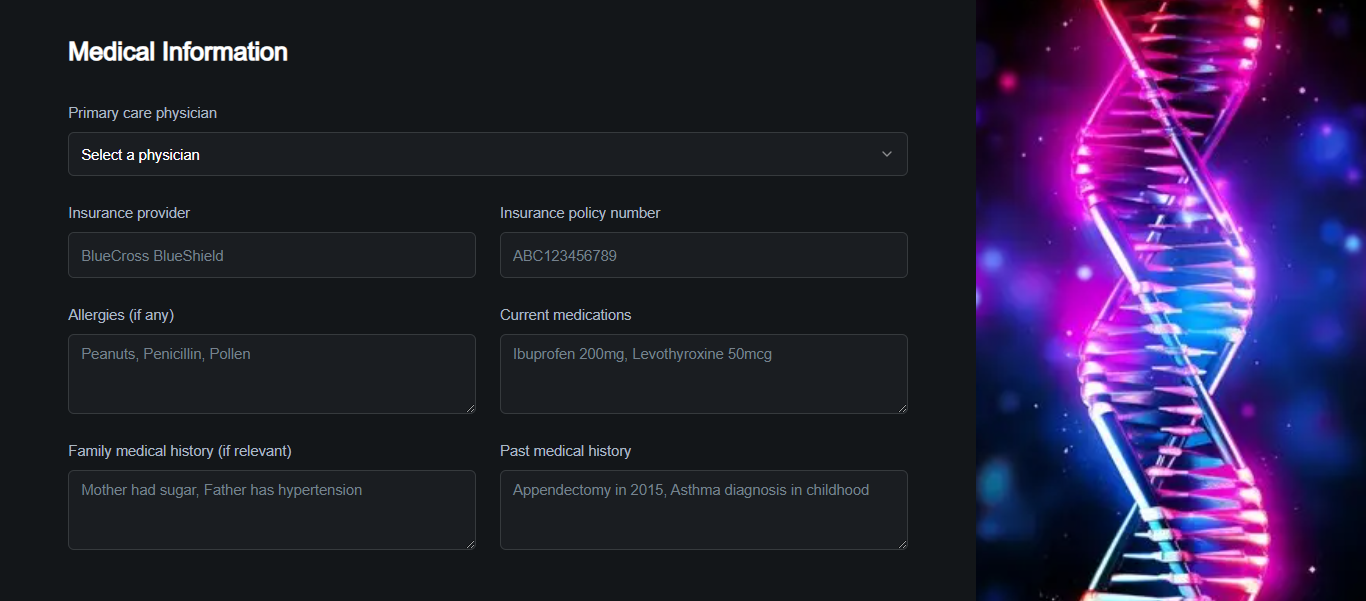 Medical Information
Primary care physician
Select a physician
Insurance provider
Insurance policy number
BlueCross BlueShield
ABC123456789
Allergies (if any)
Current medications
Peanuts, Penicillin, Pollen
Ibuprofen 200mg, Levothyroxine 50mcg
Family medical history (if relevant)
Past medical history
Mother had sugar, Father has hypertension
Appendectomy in 2015, Asthma diagnosis in childhood